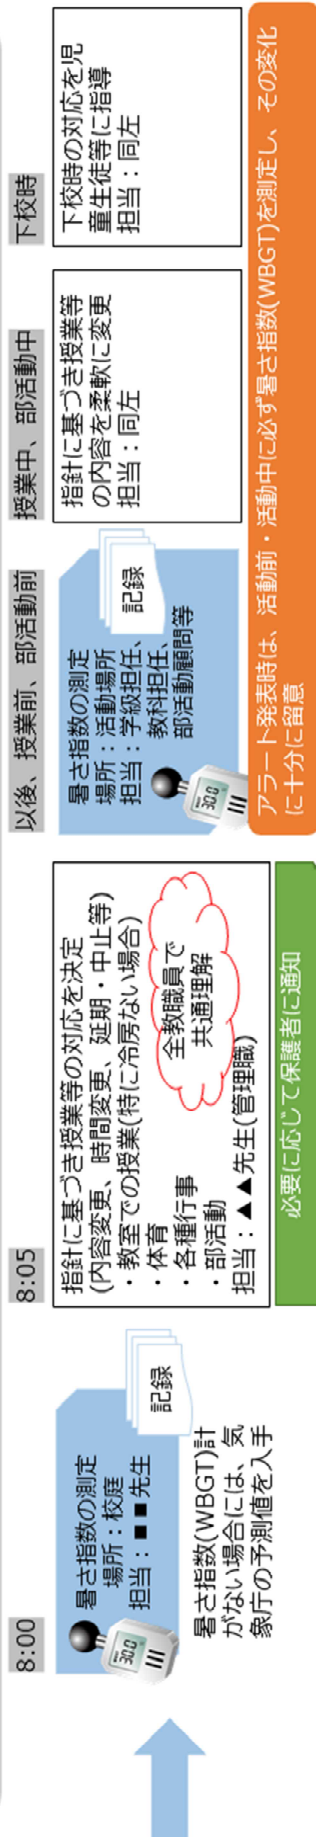 8:00
暑さ指数の測定
場所：校庭
担当：■■先生
記録
30.0
暑さ指数(WBGT)計
がない場合には、気
象庁の予測値を入手
8:05
指針に基づき授業等の対応を決定
(内容変更、時間変更、延期・中止等)
・教室での授業(特に冷房ない場合)
・体育
・各種行事
・部活動
担当：▲▲先生(管理職)
全教職員で
共通理解
必要に応じて保護者に通知
以後、授業前、部活動前
暑さ指数の測定
場所：活動場所
担当：学級担任、
教科担任、
部活動顧問等
記録
30.0
授業中、部活動中
指針に基づき授業等
の内容を柔軟に変更
担当：同左
下校時
下校時の対応を児
童生徒等に指導
担当：同左
アラート発表時は、活動前・活動中に必ず暑さ指数(WBGT)を測定し、その変化
に十分に留意